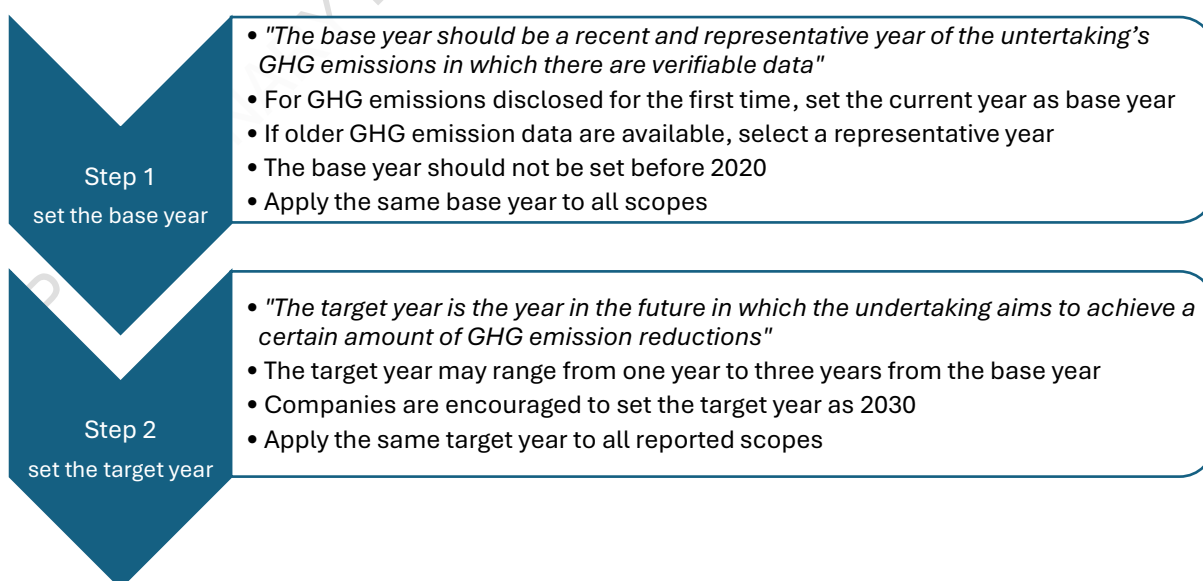 • "The base year should be a recent and representative year of the untertaking's
GHG emissions in which there are verifiable data"
• For GHG emissions disclosed for the first time, set the current year as base year
• If older GHG emission data are available, select a representative year
• The base year should not be set before 2020
• Apply the same base year to all scopes
Step 1
set the base year
• "The target year is the year in the future in which the undertaking aims to achieve a
certain amount of GHG emission reductions"
• The target year may range from one year to three years from the base year
• Companies are encouraged to set the target year as 2030
• Apply the same target year to all reported scopes
Step 2
set the target year